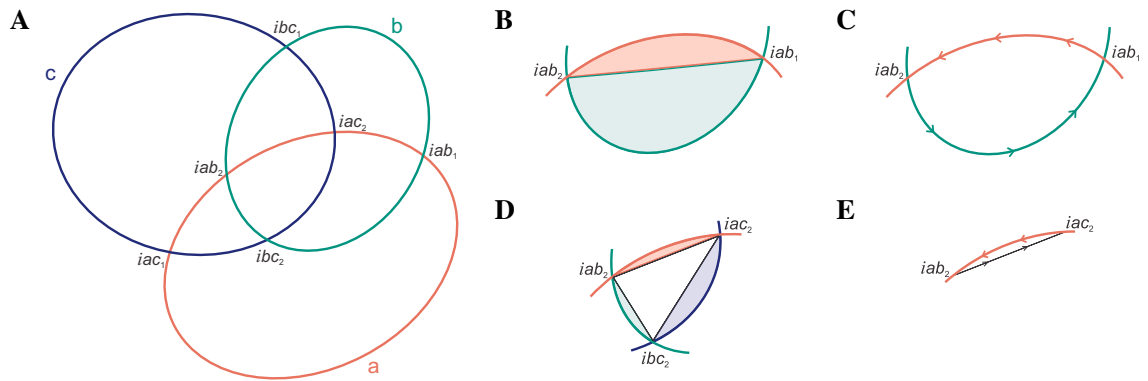 A
c
ibc₁
b
iac₂
iab₁
iab₂
iac₁
ibc₂
a
B
iab₂
iab₁
C
iab₂
iab₁
D
iac₂
iab₂
ibc₂
E
iac₂
iab₂